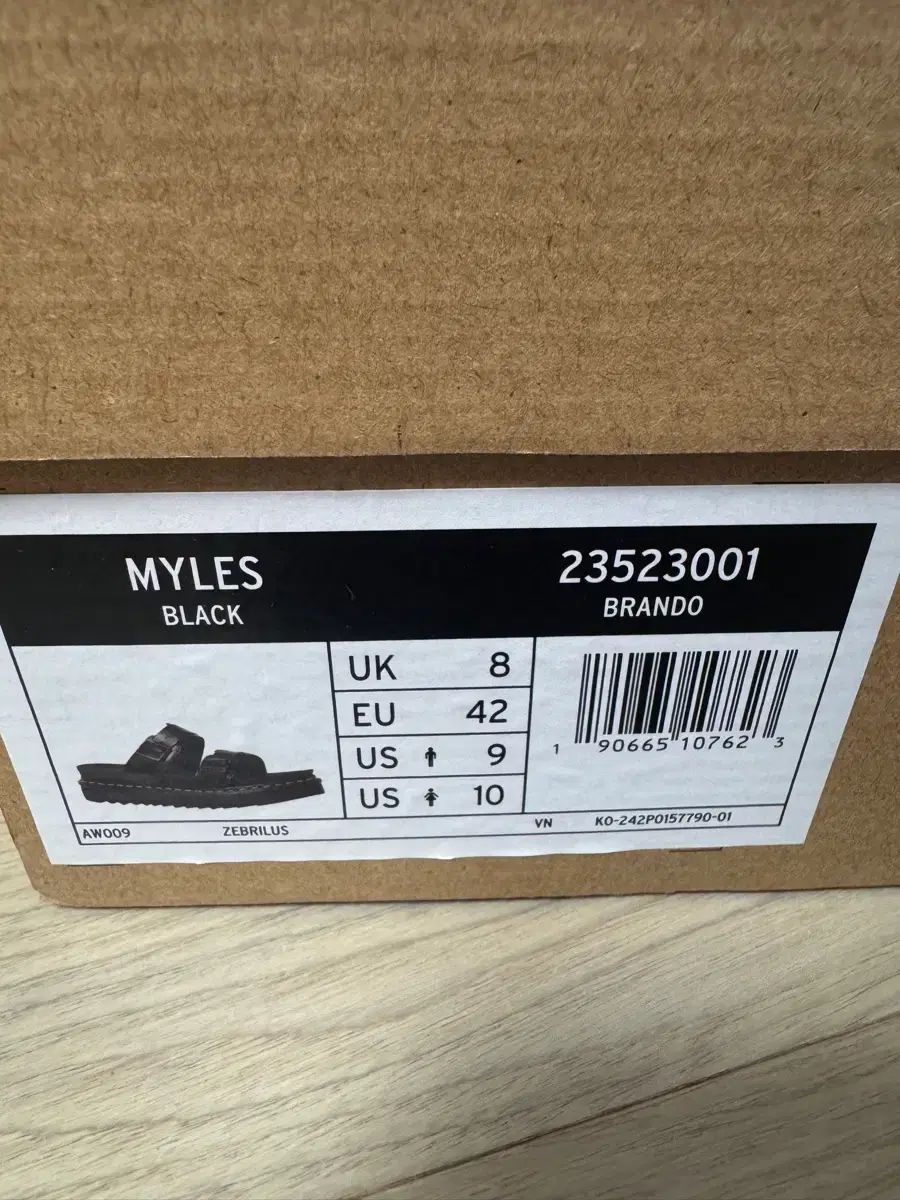 MYLES
BLACK
23523001
BRANDO
UK 8
EU 42
US 9
US 10
1 90665 10762 3
AW009 ZEBRILUS VN KO-242P0157790-01